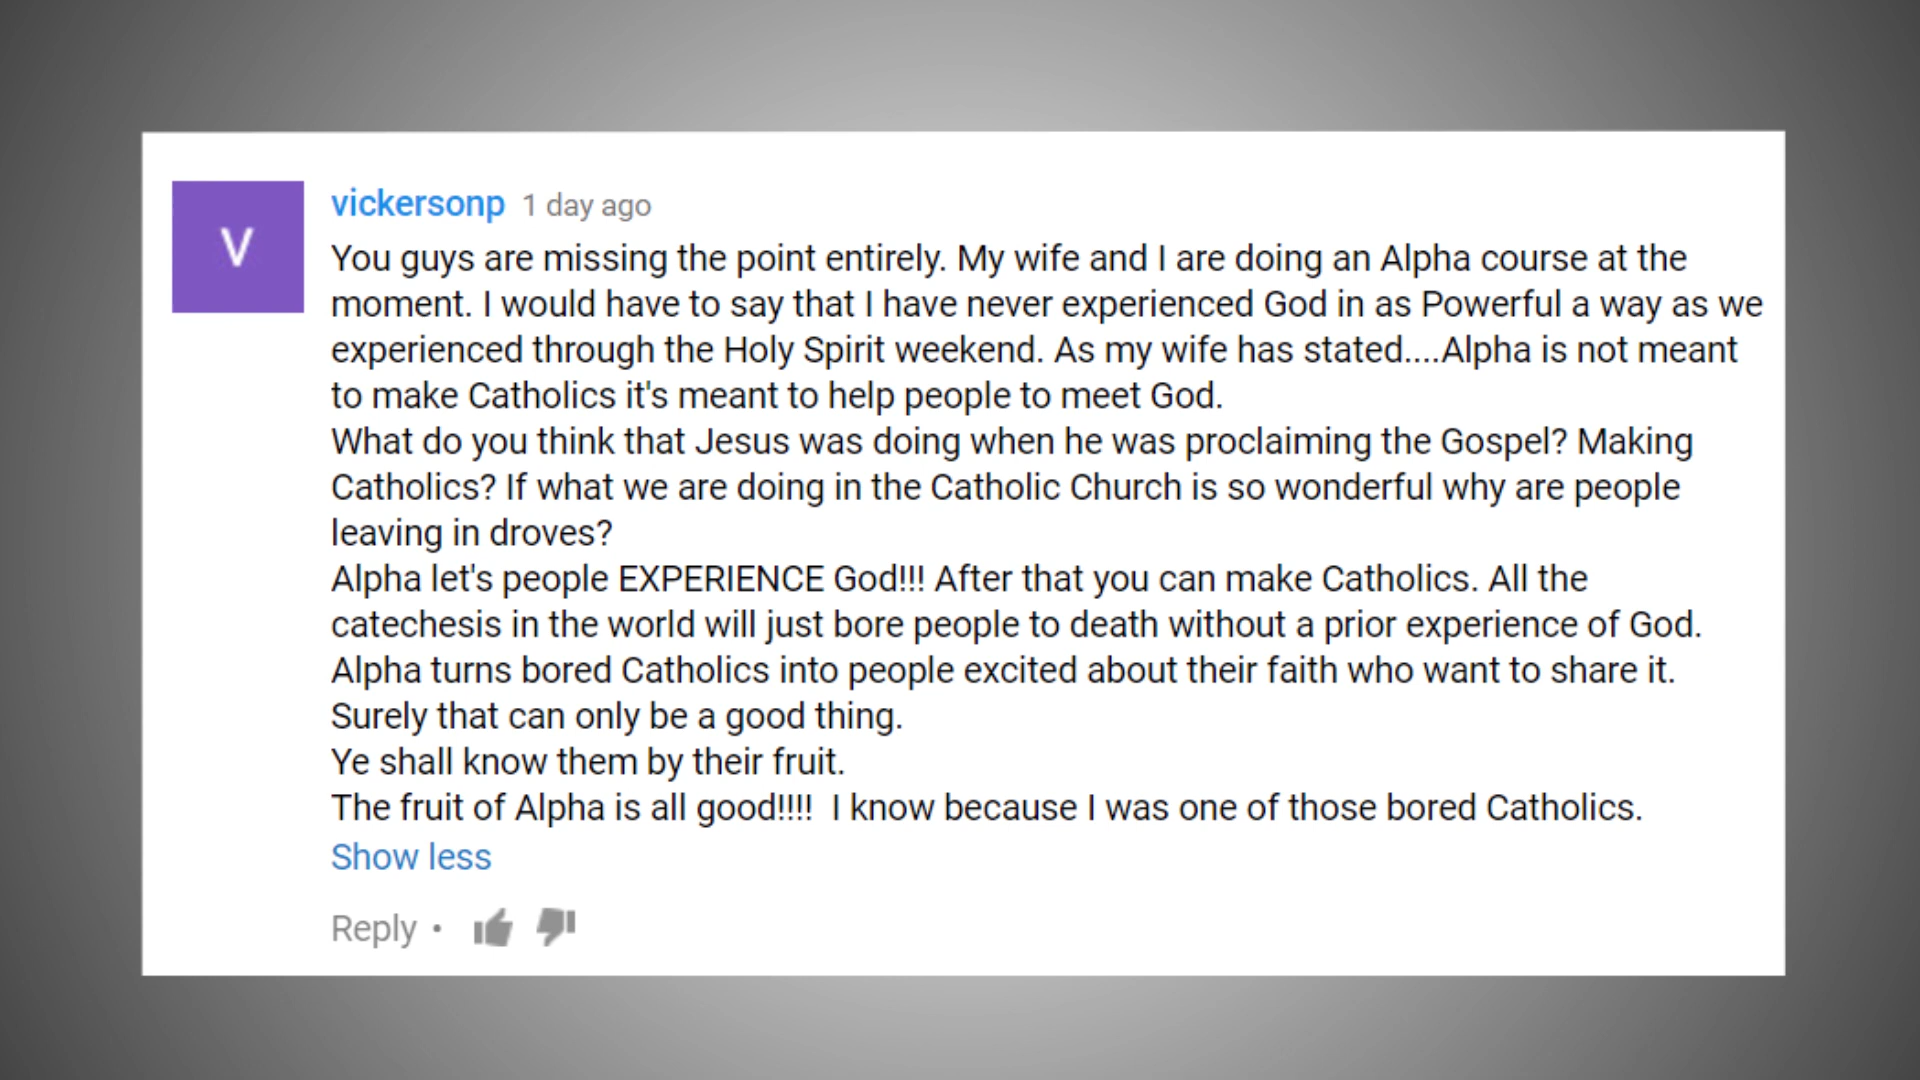 V
vickersonp 1 day ago
You guys are missing the point entirely. My wife and I are doing an Alpha course at the
moment. I would have to say that I have never experienced God in as Powerful a way as we
experienced through the Holy Spirit weekend. As my wife has stated....Alpha is not meant
to make Catholics it's meant to help people to meet God.
What do you think that Jesus was doing when he was proclaiming the Gospel? Making
Catholics? If what we are doing in the Catholic Church is so wonderful why are people
leaving in droves?
Alpha let's people EXPERIENCE God!!! After that you can make Catholics. All the
catechesis in the world will just bore people to death without a prior experience of God.
Alpha turns bored Catholics into people excited about their faith who want to share it.
Surely that can only be a good thing.
Ye shall know them by their fruit.
The fruit of Alpha is all good!!!!  I know because I was one of those bored Catholics.
Show less
Reply •